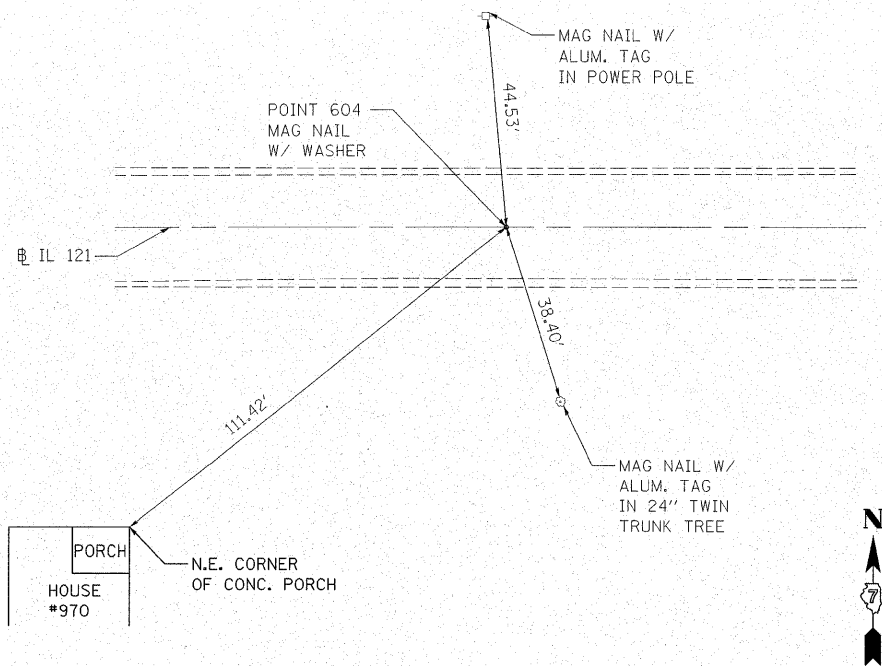 MAG NAIL W/
ALUM. TAG
IN POWER POLE
44.53'
POINT 604
MAG NAIL
W/ WASHER
℄ IL 121
38.40'
111.42'
MAG NAIL W/
ALUM. TAG
IN 24" TWIN
TRUNK TREE
PORCH
N.E. CORNER
OF CONC. PORCH
HOUSE
#970
N
7